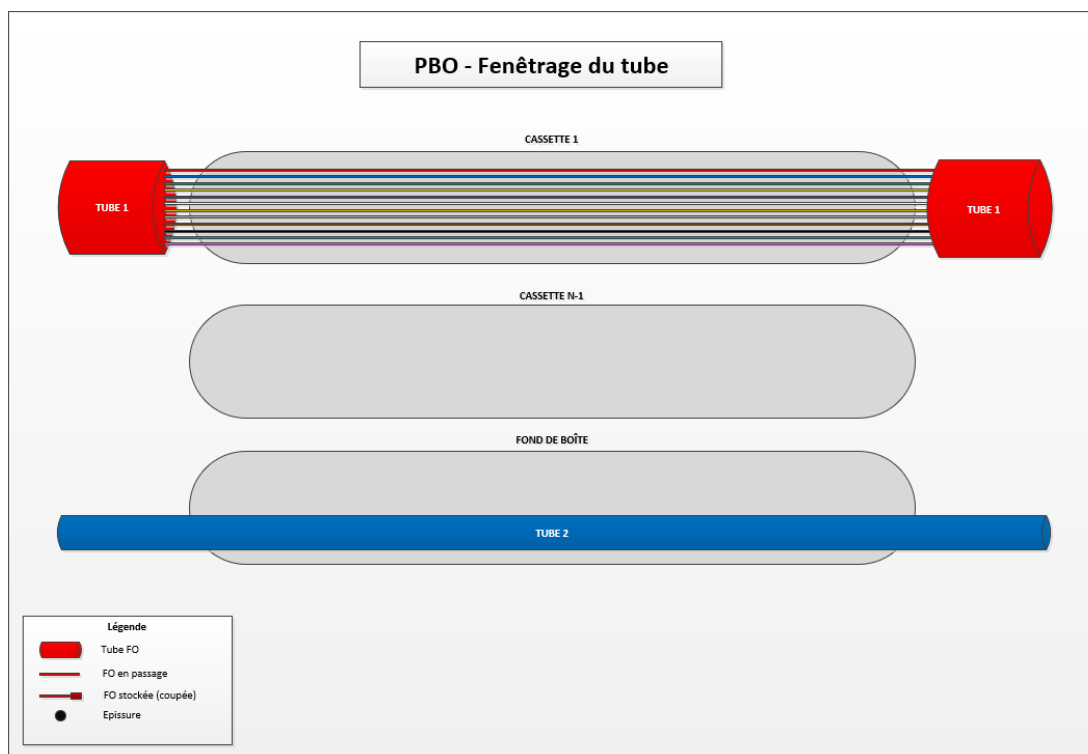 PBO - Fenêtrage du tube
CASSETTE 1
TUBE 1
TUBE 1
CASSETTE N-1
FOND DE BOÎTE
TUBE 2
Légende
Tube FO
FO en passage
FO stockée (coupée)
Epissure